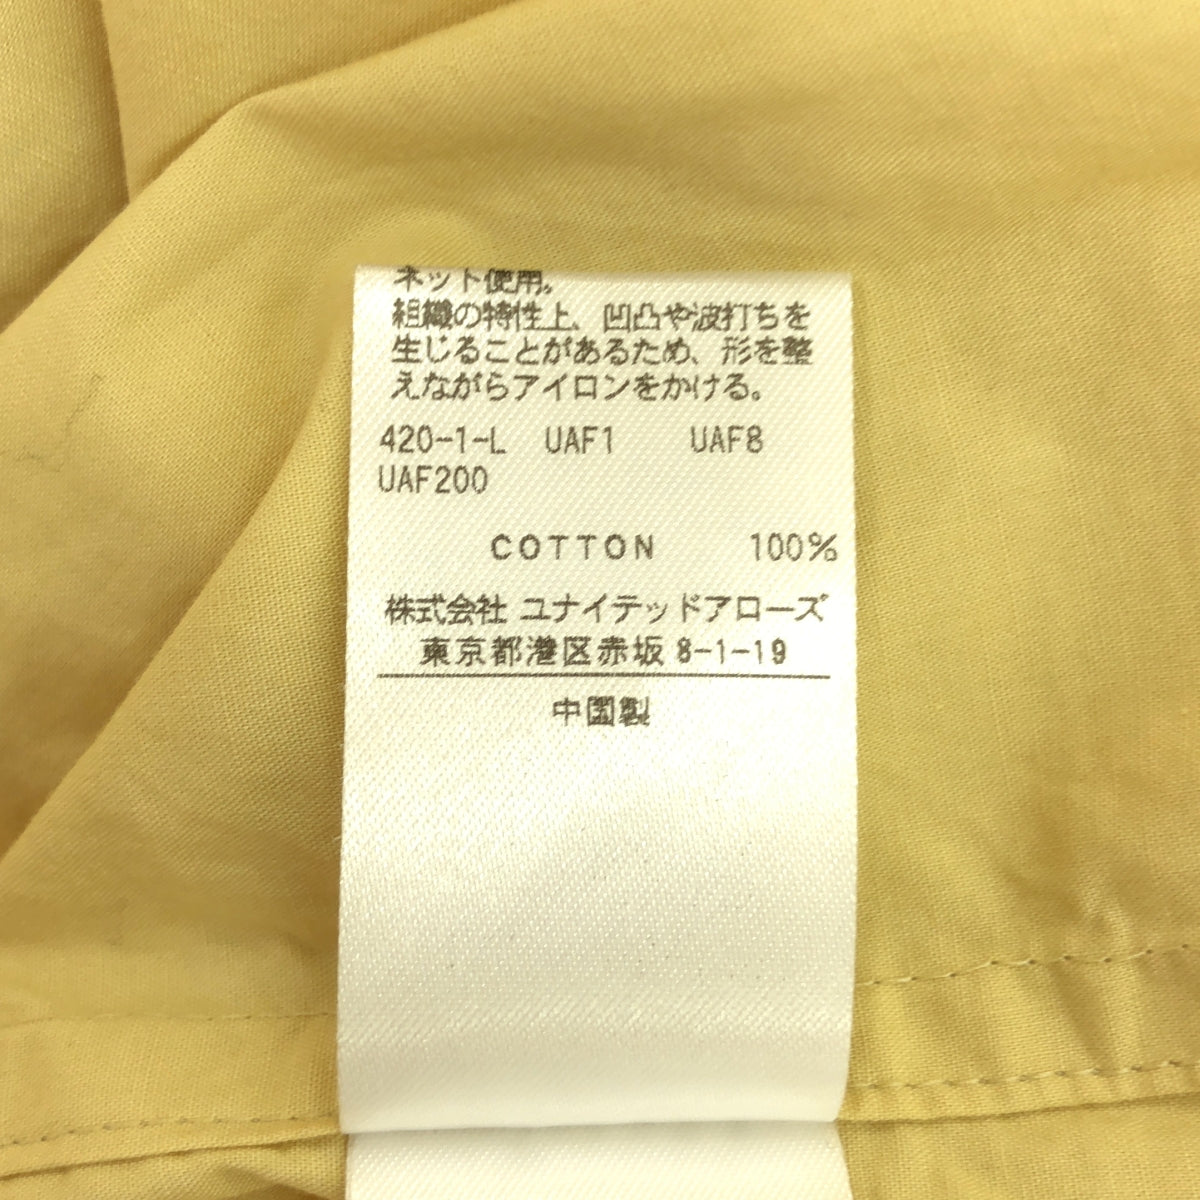 ネット使用。
組織の特性上、凹凸や波打ちを
生じることがあるため、形を整
えながらアイロンをかける。
420-1-L UAF1 UAF8
UAF200
COTTON 100%
株式会社 ユナイテッドアローズ
東京都港区赤坂 8-1-19
中国製